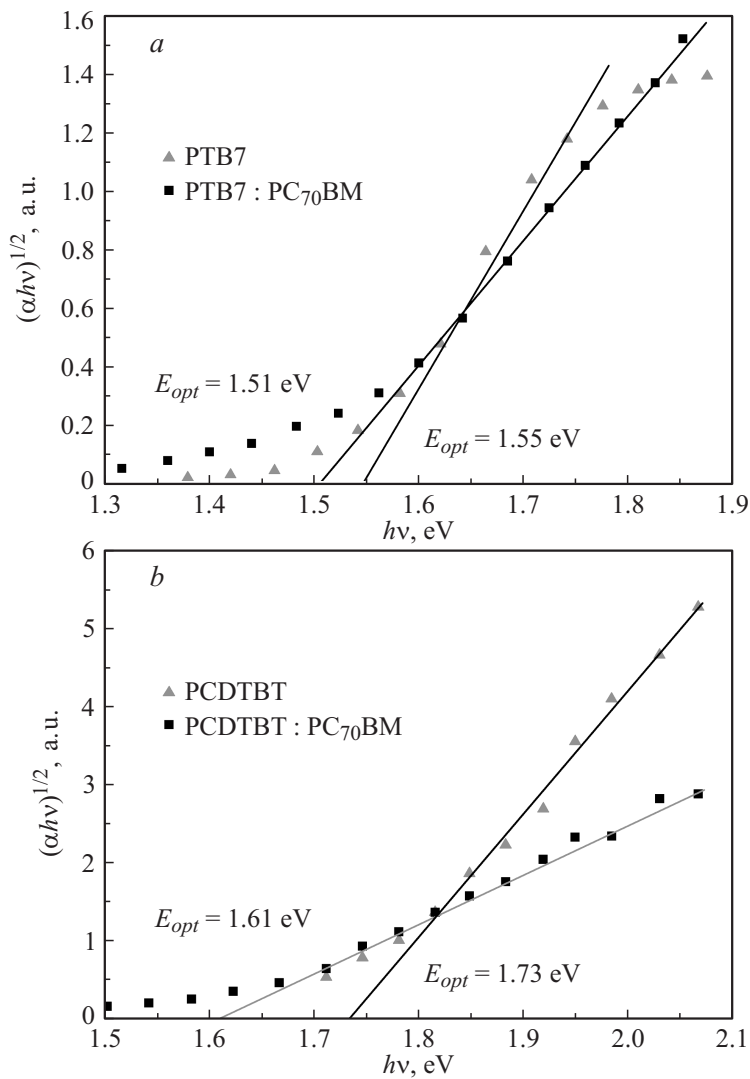 a
1.6
1.4
1.2
1.0
0.8
0.6
0.4
0.2
0
(αhν)1/2, a.u.
PTB7
PTB7 : PC70BM
Eopt = 1.51 eV
Eopt = 1.55 eV
1.3 1.4 1.5 1.6 1.7 1.8 1.9
hν, eV
b
6
5
4
3
2
1
0
(αhν)1/2, a.u.
PCDTBT
PCDTBT : PC70BM
Eopt = 1.61 eV
Eopt = 1.73 eV
1.5 1.6 1.7 1.8 1.9 2.0 2.1
hν, eV